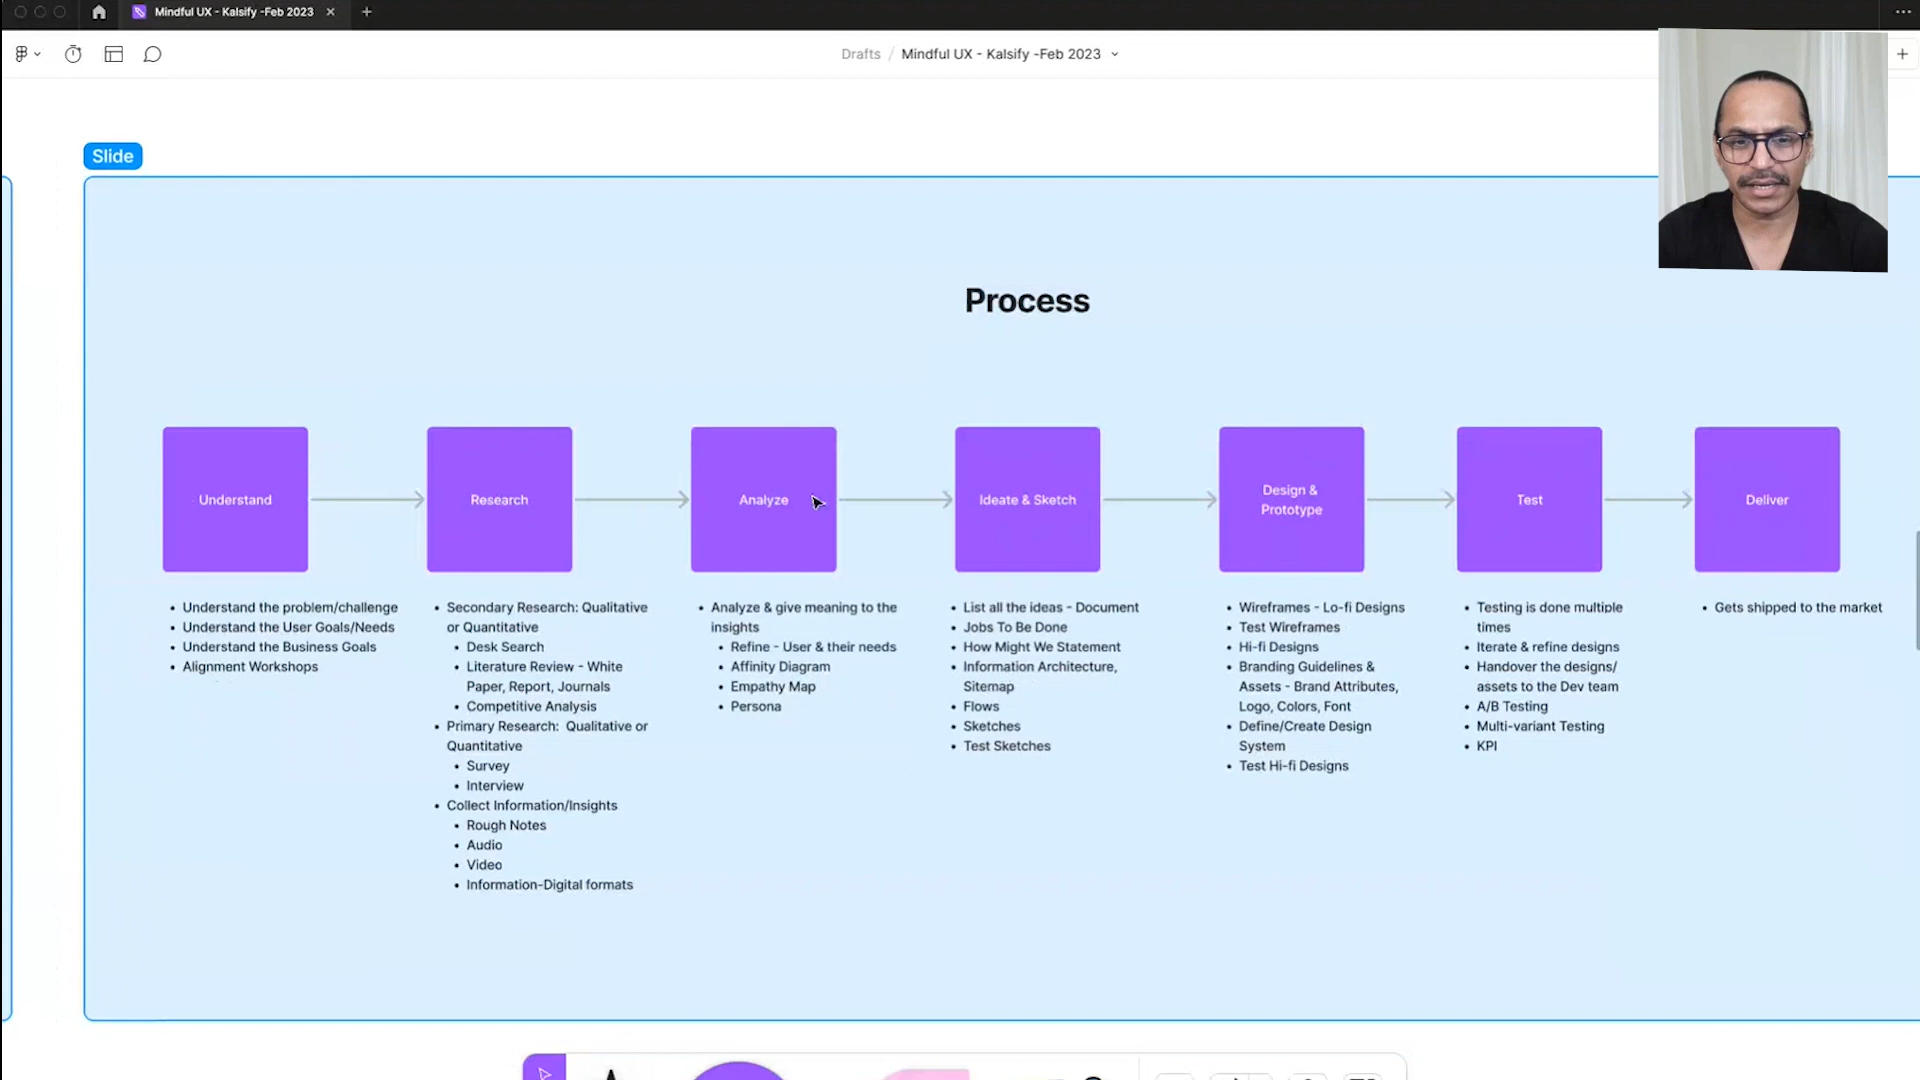 Mindful UX - Kalsify -Feb 2023
Drafts / Mindful UX - Kalsify -Feb 2023
Slide
Process
Understand
Research
Analyze
Ideate & Sketch
Design &
Prototype
Test
Deliver
• Understand the problem/challenge
• Understand the User Goals/Needs
• Understand the Business Goals
• Alignment Workshops
• Secondary Research: Qualitative
or Quantitative
• Desk Search
• Literature Review - White
Paper, Report, Journals
• Competitive Analysis
• Primary Research: Qualitative or
Quantitative
• Survey
• Interview
• Collect Information/Insights
• Rough Notes
• Audio
• Video
• Information-Digital formats
• Analyze & give meaning to the
insights
• Refine - User & their needs
• Affinity Diagram
• Empathy Map
• Persona
• List all the ideas - Document
• Jobs To Be Done
• How Might We Statement
• Information Architecture,
Sitemap
• Flows
• Sketches
• Test Sketches
• Wireframes - Lo-fi Designs
• Test Wireframes
• Hi-fi Designs
• Branding Guidelines &
Assets - Brand Attributes,
Logo, Colors, Font
• Define/Create Design
System
• Test Hi-fi Designs
• Testing is done multiple
times
• Iterate & refine designs
• Handover the designs/
assets to the Dev team
• A/B Testing
• Multi-variant Testing
• KPI
• Gets shipped to the market